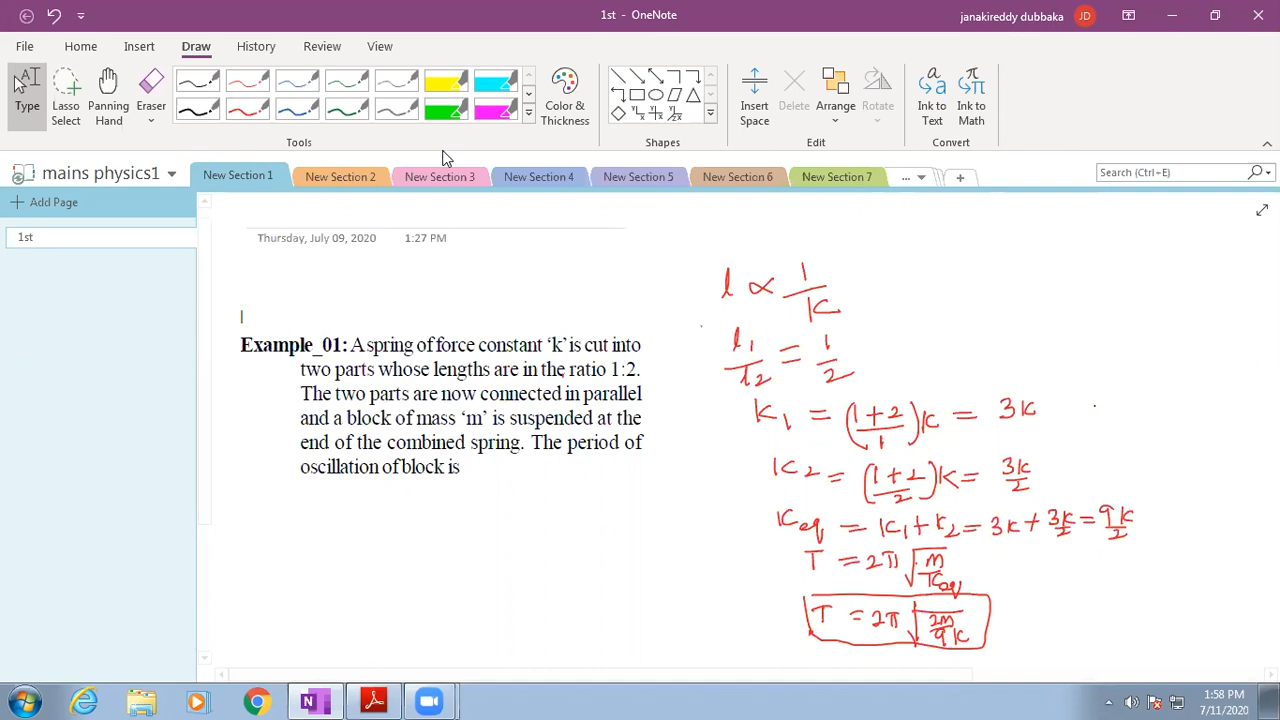 1st - OneNote
janakireddy dubbaka JD
File Home Insert Draw History Review View
Type
Lasso Select
Panning Hand
Eraser
Color & Thickness
Insert Space
Delete
Arrange
Rotate
Ink to Text
Ink to Math
Tools
Shapes
Edit
Convert
mains physics1
New Section 1
New Section 2
New Section 3
New Section 4
New Section 5
New Section 6
New Section 7
...
Search (Ctrl+E)
Add Page
1st
Thursday, July 09, 2020 1:27 PM
Example_01: A spring of force constant ‘k’ is cut into
two parts whose lengths are in the ratio 1:2.
The two parts are now connected in parallel
and a block of mass ‘m’ is suspended at the
end of the combined spring. The period of
oscillation of block is
l ∝ 1/K
l1/l2 = 1/2
K1 = (1+2/1)K = 3K
K2 = (1+2/2)K = 3K/2
Keq = K1 + K2 = 3K + 3K/2 = 9K/2
T = 2π √m/Keq
T = 2π √2m/9K
1:58 PM
7/11/2020